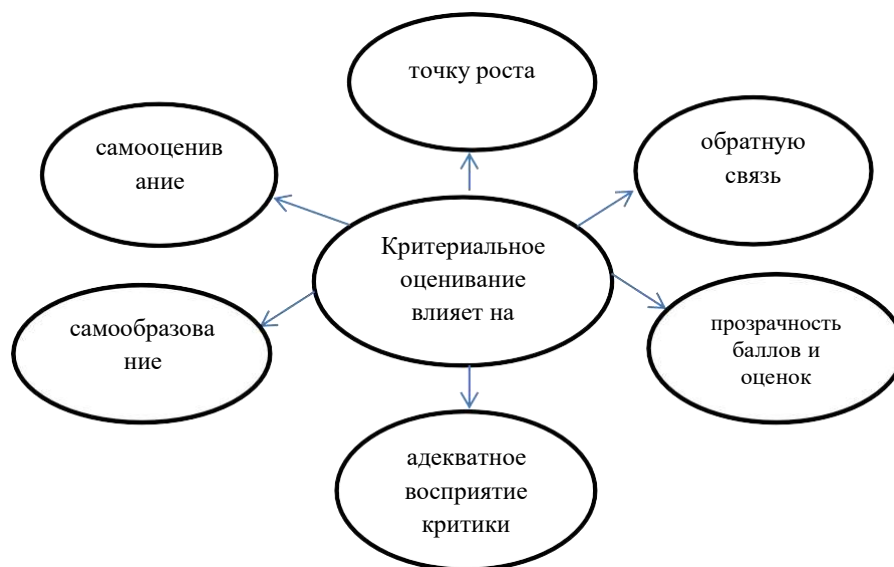 точку роста
самооценив
ание
обратную
связь
Критериальное
оценивание
влияет на
самообразова
ние
прозрачность
баллов и
оценок
адекватное
восприятие
критики